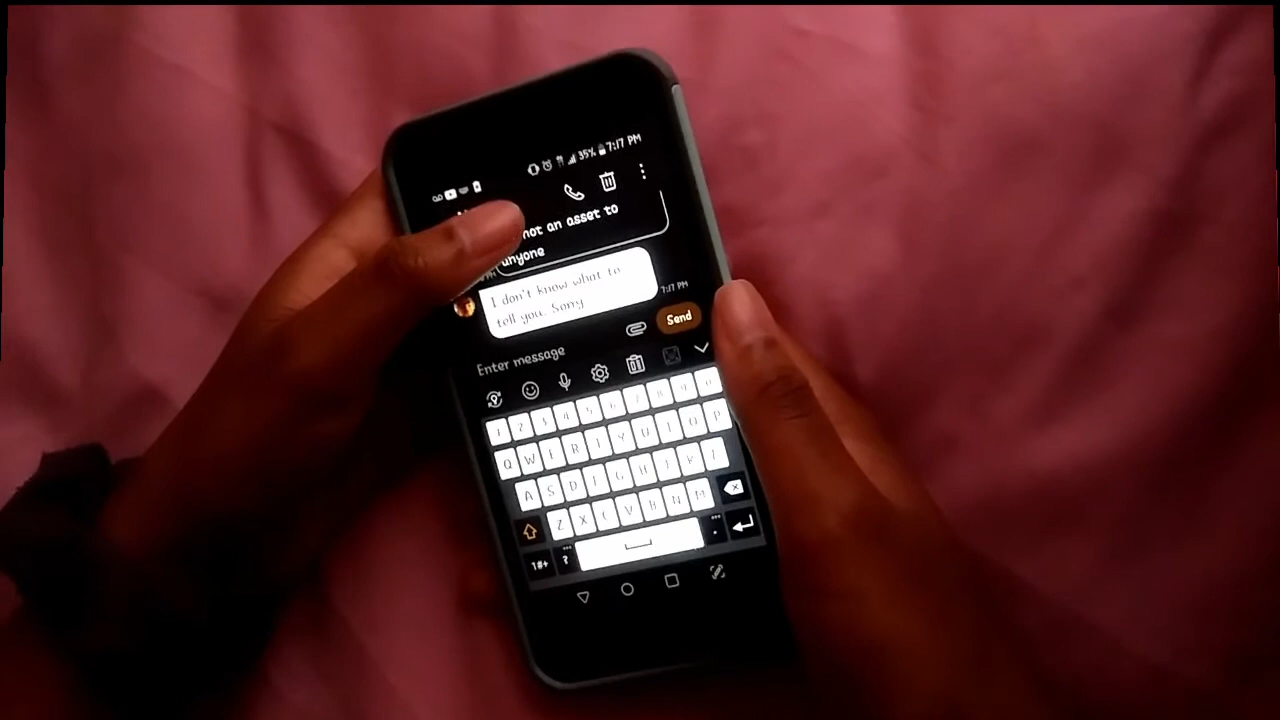 35% 7:17 PM
not an asset to
anyone
I don't know what to
tell you. Sorry
7:17 PM
Send
Enter message
1 2 3 4 5 6 7 8 9 0
Q W E R T Y U I O P
A S D F G H J K L
Z X C V B N M
1#+ ? .